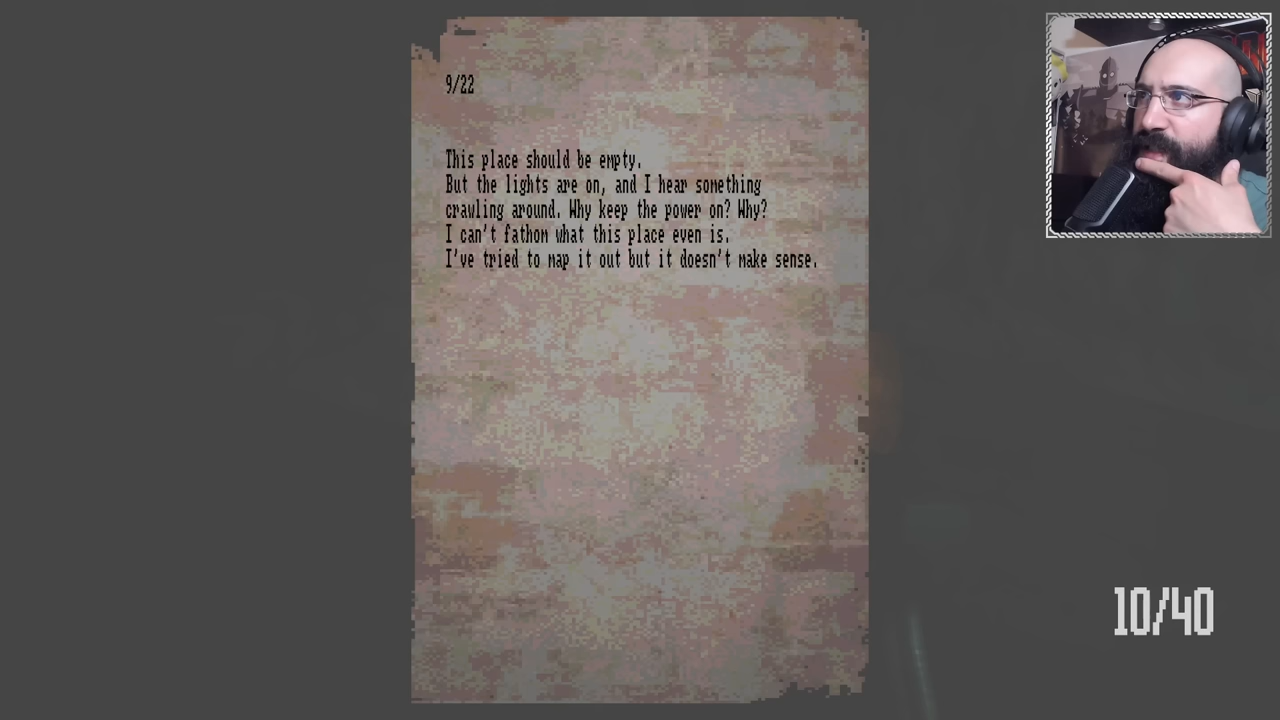 9/22
This place should be empty.
But the lights are on, and I hear something
crawling around. Why keep the power on? Why?
I can't fathom what this place even is.
I've tried to map it out but it doesn't make sense.
10/40